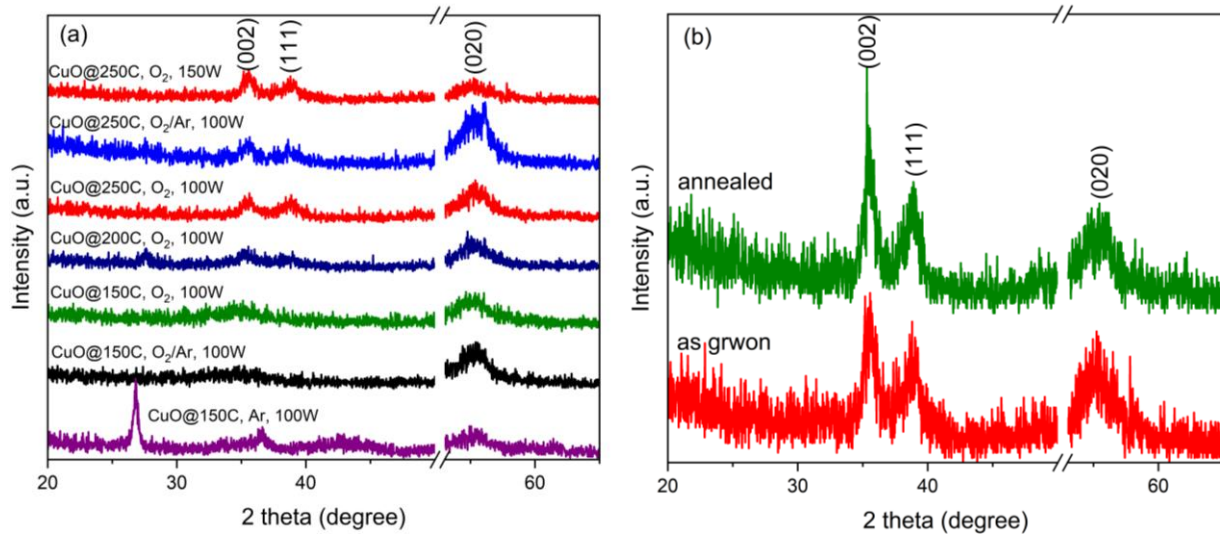 (a)
(002)
(111)
(020)
CuO@250C, O₂, 150W
CuO@250C, O₂/Ar, 100W
CuO@250C, O₂, 100W
CuO@200C, O₂, 100W
CuO@150C, O₂, 100W
CuO@150C, O₂/Ar, 100W
CuO@150C, Ar, 100W
Intensity (a.u.)
20 30 40 60
2 theta (degree)
(b)
(002)
(111)
(020)
annealed
as grwon
Intensity (a.u.)
20 30 40 60
2 theta (degree)